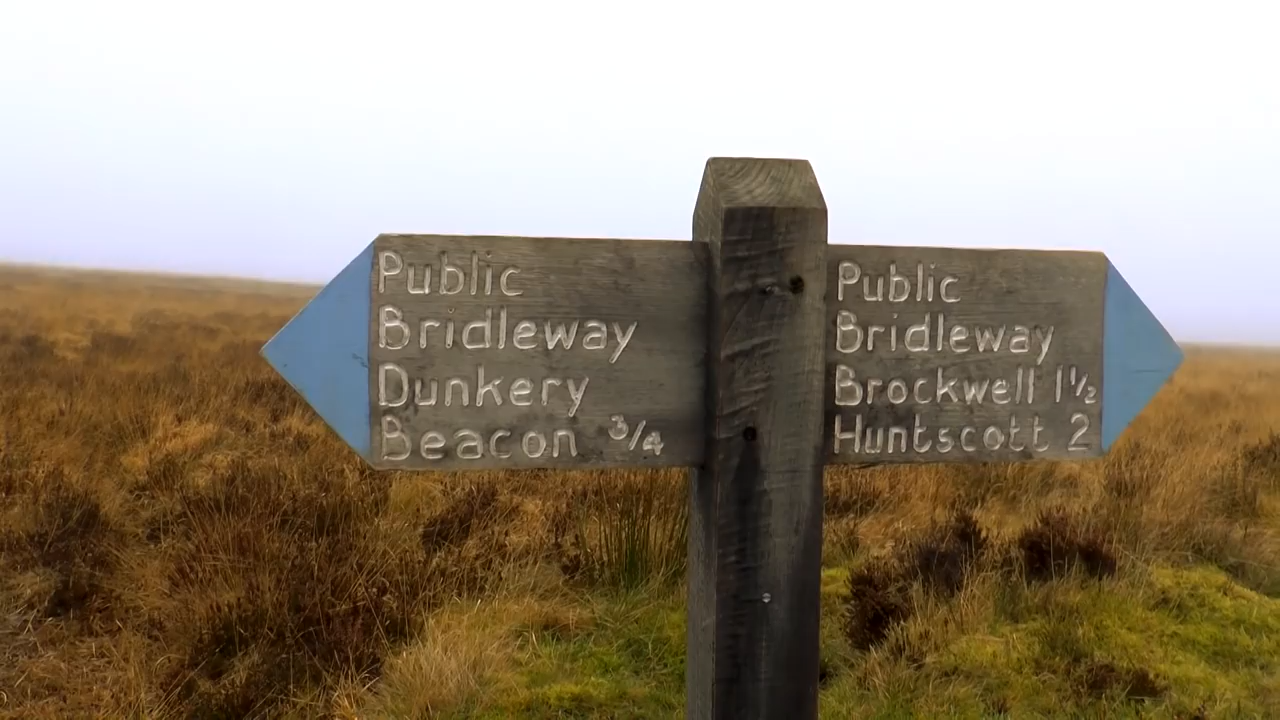 Public
Bridleway
Dunkery
Beacon ¾
Public
Bridleway
Brockwell 1½
Huntscott 2